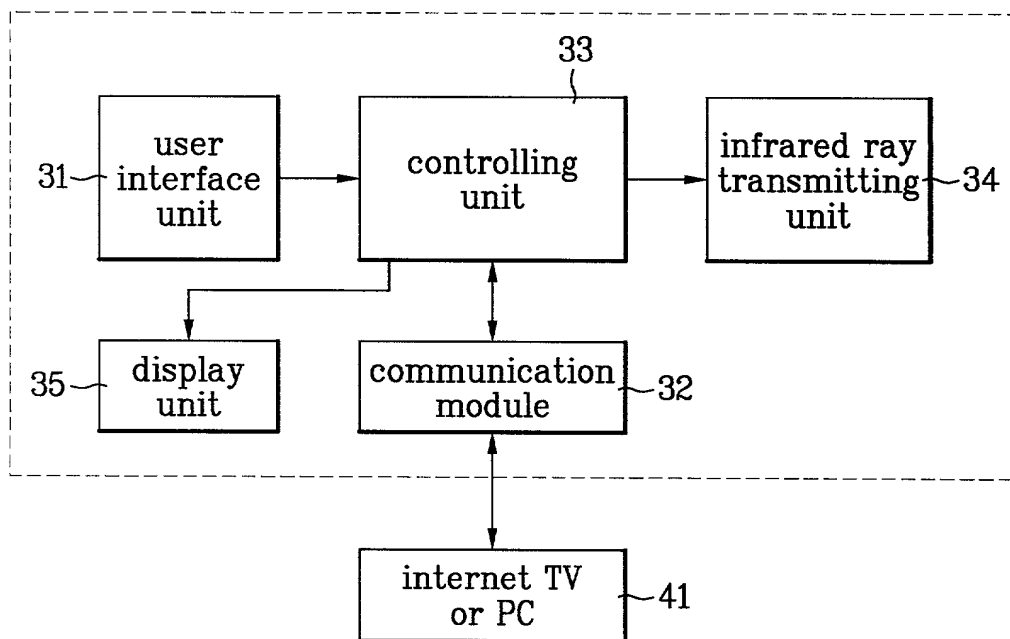 33
user
interface
unit
31
controlling
unit
infrared ray
transmitting
unit
34
display
unit
35
communication
module
32
internet TV
or PC
41